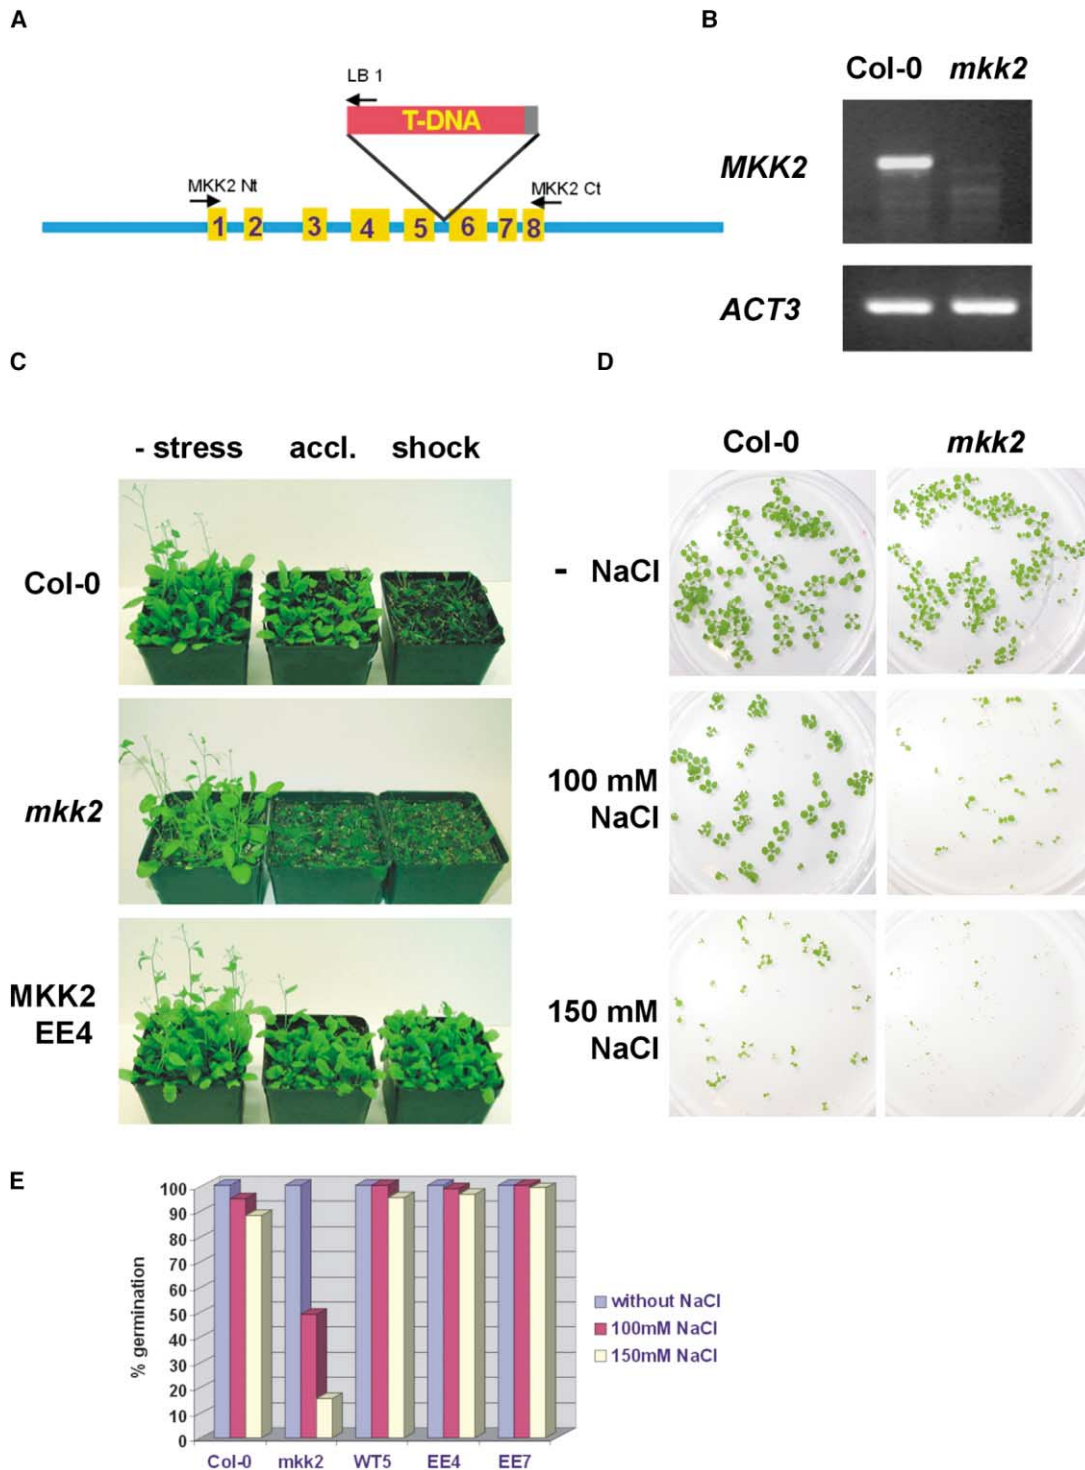 A
LB 1
T-DNA
MKK2 Nt
MKK2 Ct
1 2 3 4 5 6 7 8
B
Col-0 mkk2
MKK2
ACT3
C
- stress accl. shock
Col-0
mkk2
MKK2
EE4
D
Col-0 mkk2
- NaCl
100 mM
NaCl
150 mM
NaCl
E
% germination
100
90
80
70
60
50
40
30
20
10
0
Col-0 mkk2 WT5 EE4 EE7
without NaCl
100mM NaCl
150mM NaCl